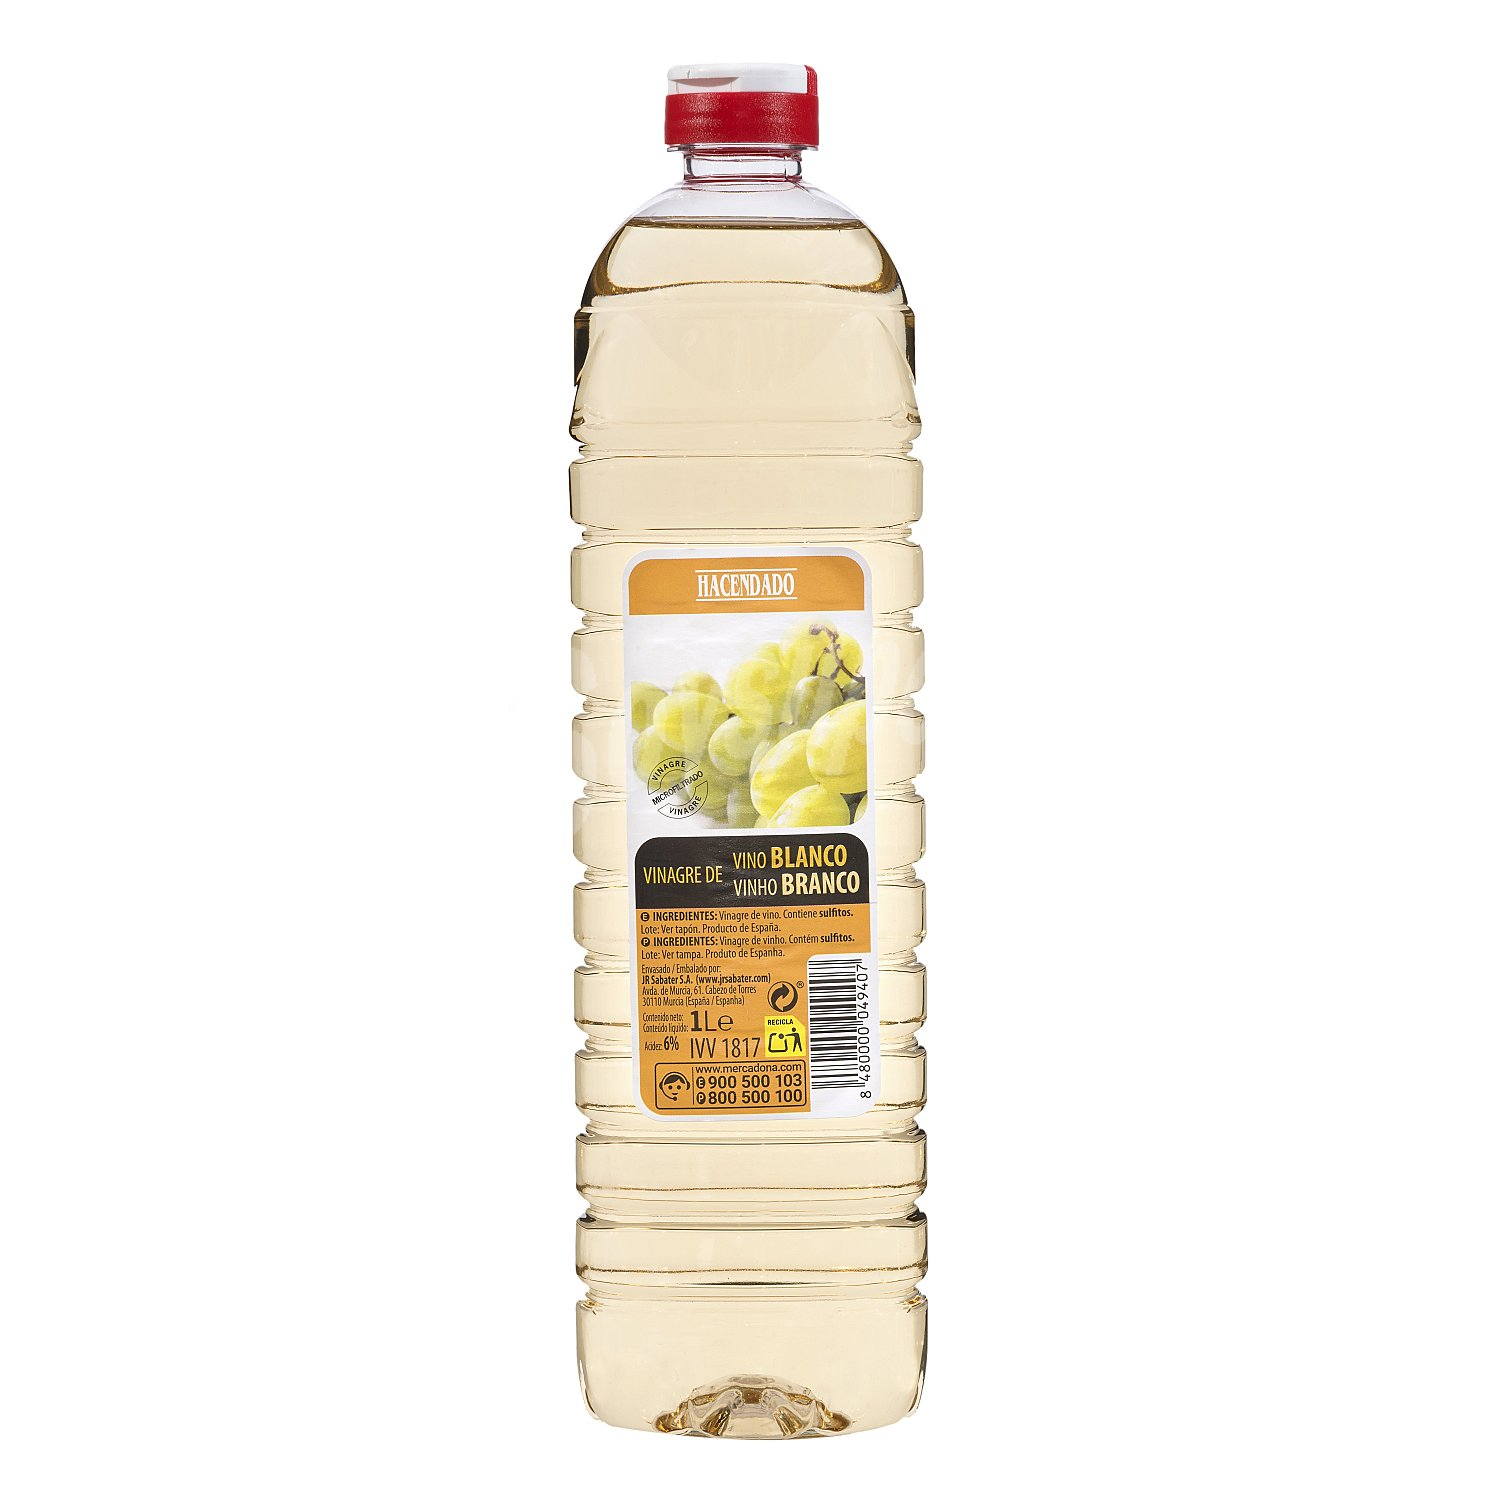 HACENDADO
VINAGRE
MICROFILTRADO
VINAGRE
VINAGRE DE
VINO BLANCO
VINHO BRANCO
E INGREDIENTES: Vinagre de vino. Contiene sulfitos.
Lote: Ver tapón. Producto de España.
P INGREDIENTES: Vinagre de vinho. Contém sulfitos.
Lote: Ver tampa. Produto de Espanha.
Envasado / Embalado por:
JR Sabater S.A. (www.jrsabater.com)
Avda. de Murcia, 61. Cabezo de Torres
30110 Murcia (España / Espanha)
Contenido neto:
Conteúdo líquido: 1 L e
Acidez: 6% IVV 1817
RECICLA
®
www.mercadona.com
E 900 500 103
P 800 500 100
8 480000 049407